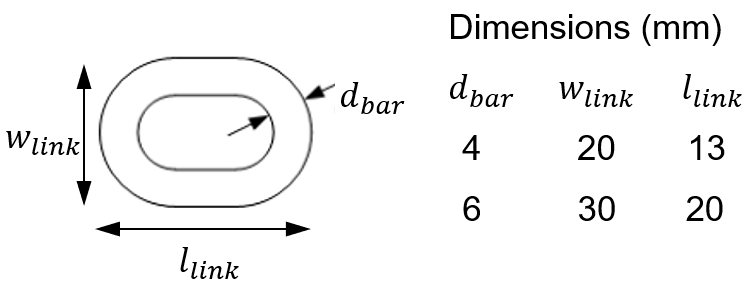 Dimensions (mm)
d_bar w_link l_link
4 20 13
6 30 20
w_link
d_bar
l_link